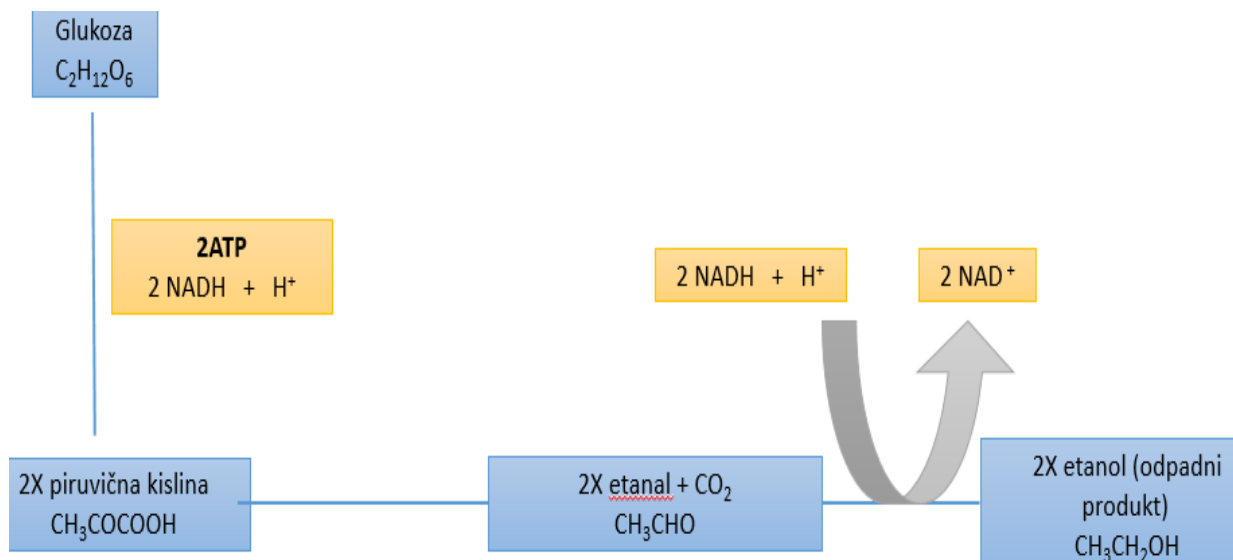 Glukoza
C₂H₁₂O₆
2ATP
2 NADH + H⁺
2 NADH + H⁺
2 NAD⁺
2X piruvična kislina
CH₃COCOOH
2X etanal + CO₂
CH₃CHO
2X etanol (odpadni
produkt)
CH₃CH₂OH